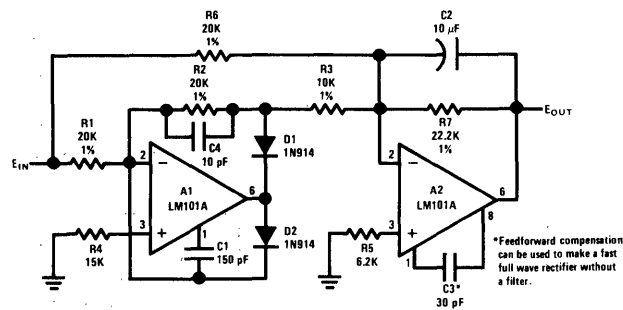 R6
20K
1%
C2
10 μF
R2
20K
1%
R3
10K
1%
R1
20K
1%
C4
10 pF
D1
1N914
R7
22.2K
1%
EIN
EOUT
2
−
A1
LM101A
6
3
+
1
2
−
A2
LM101A
6
3
+
8
1
R4
15K
C1
150 pF
D2
1N914
R5
6.2K
C3*
30 pF
*Feedforward compensation
can be used to make a fast
full wave rectifier without
a filter.